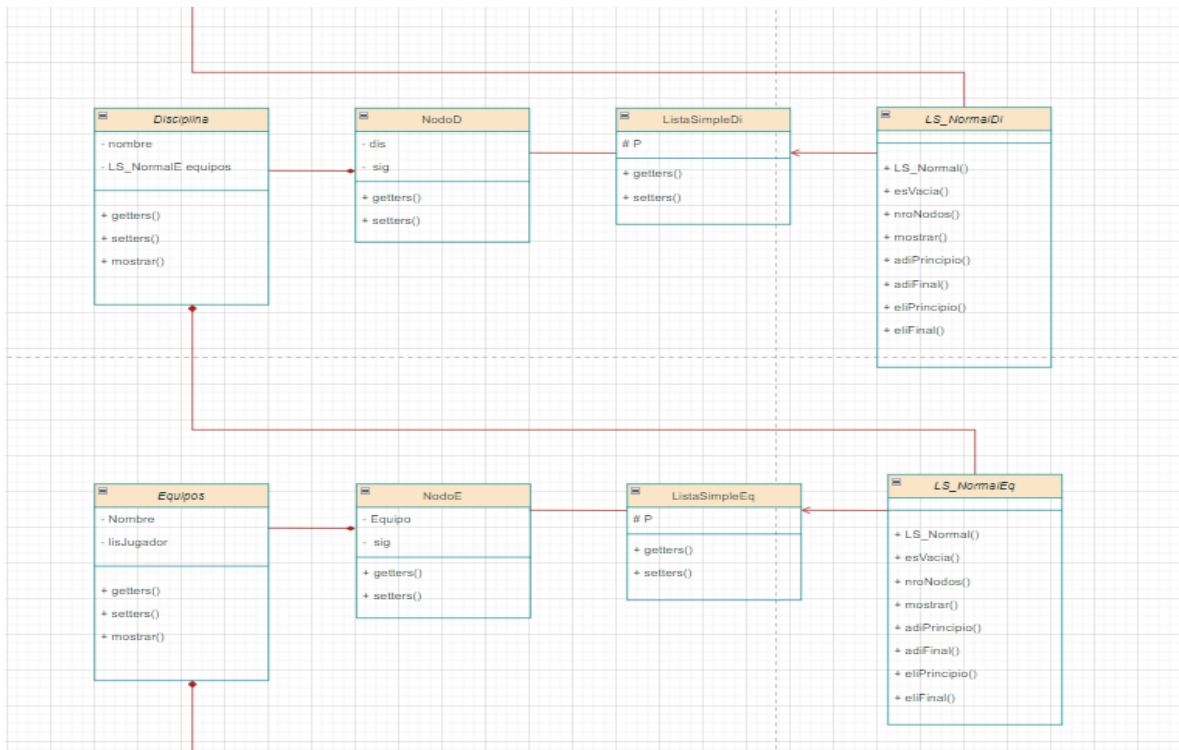 Disciplina
- nombre
- LS_NormalE equipos
+ getters()
+ setters()
+ mostrar()
NodoD
- dis
- sig
+ getters()
+ setters()
ListaSimpleDi
# P
+ getters()
+ setters()
LS_NormalDi
+ LS_Normal()
+ esVacia()
+ nroNodos()
+ mostrar()
+ adiPrincipio()
+ adiFinal()
+ eliPrincipio()
+ eliFinal()
Equipos
- Nombre
- lisJugador
+ getters()
+ setters()
+ mostrar()
NodoE
- Equipo
- sig
+ getters()
+ setters()
ListaSimpleEq
# P
+ getters()
+ setters()
LS_NormalEq
+ LS_Normal()
+ esVacia()
+ nroNodos()
+ mostrar()
+ adiPrincipio()
+ adiFinal()
+ eliPrincipio()
+ eliFinal()